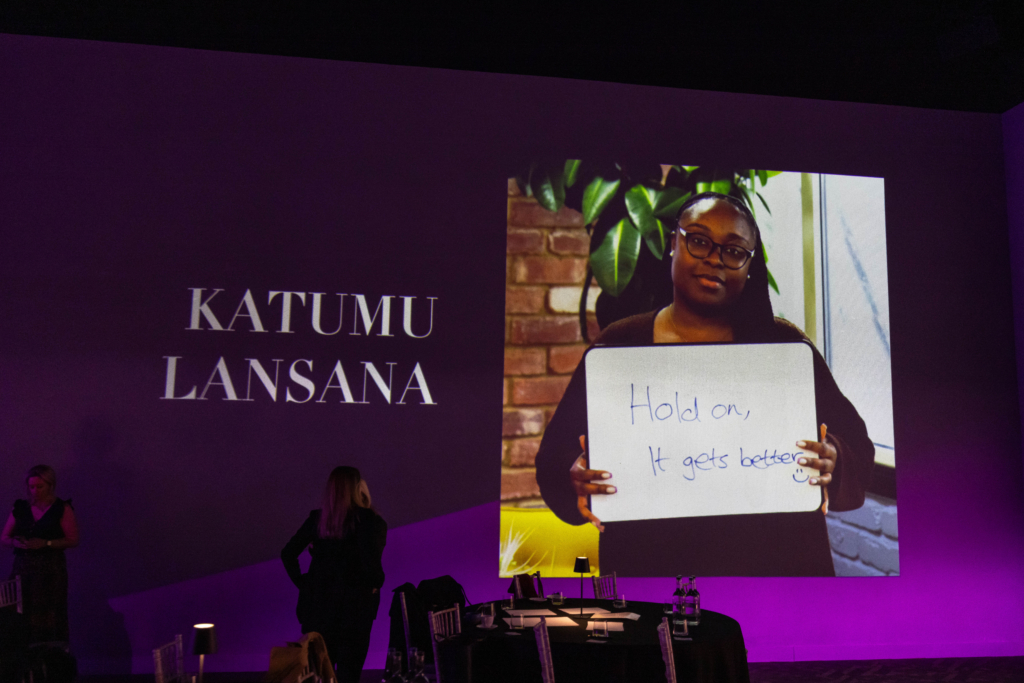 KATUMU
LANSANA
Hold on,
It gets better